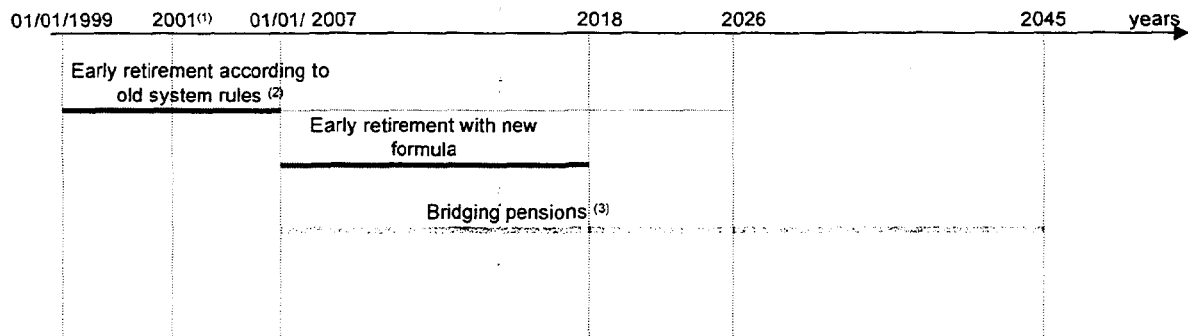 01/01/1999 2001(1) 01/01/ 2007 2018 2026 2045 years
Early retirement according to
old system rules (2)
Early retirement with new
formula
Bridging pensions (3)